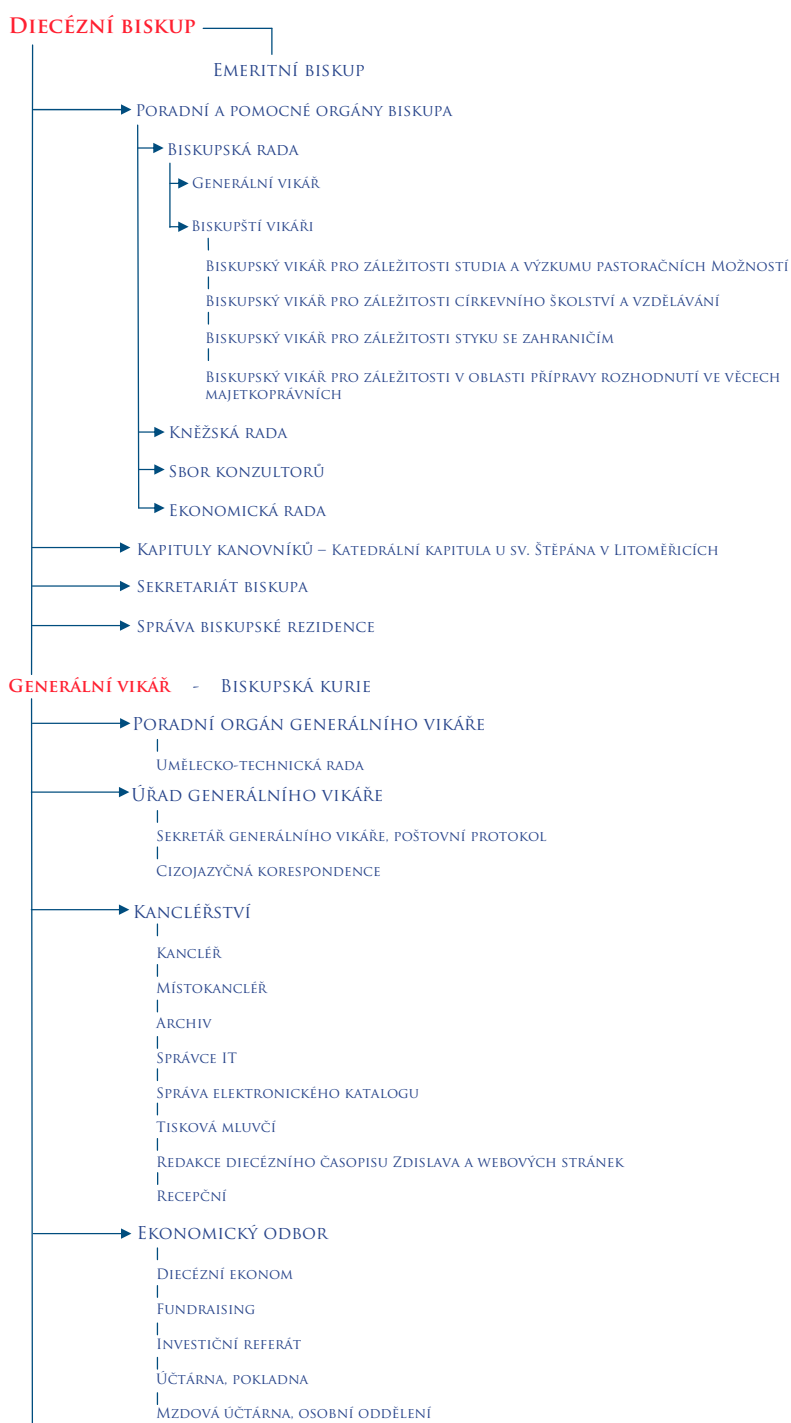 Diecézní biskup
Emeritní biskup
Poradní a pomocné orgány biskupa
Biskupská rada
Generální vikář
Biskupští vikáři
Biskupský vikář pro záležitosti studia a výzkumu pastoračních Možností
Biskupský vikář pro záležitosti církevního školství a vzdělávání
Biskupský vikář pro záležitosti styku se zahraničím
Biskupský vikář pro záležitosti v oblasti přípravy rozhodnutí ve věcech
majetkoprávních
Kněžská rada
Sbor konzultorů
Ekonomická rada
Kapituly kanovníků – Katedrální kapitula u sv. Štěpána v Litoměřicích
Sekretariát biskupa
Správa biskupské rezidence
Generální vikář - Biskupská kurie
Poradní orgán generálního vikáře
Umělecko-technická rada
Úřad generálního vikáře
Sekretář generálního vikáře, poštovní protokol
Cizojazyčná korespondence
Kancléřství
Kancléř
Místokancléř
Archiv
Správce IT
Správa elektronického katalogu
Tisková mluvčí
Redakce diecézního časopisu Zdislava a webových stránek
Recepční
Ekonomický odbor
Diecézní ekonom
Fundraising
Investiční referát
Účtárna, pokladna
Mzdová účtárna, osobní oddělení